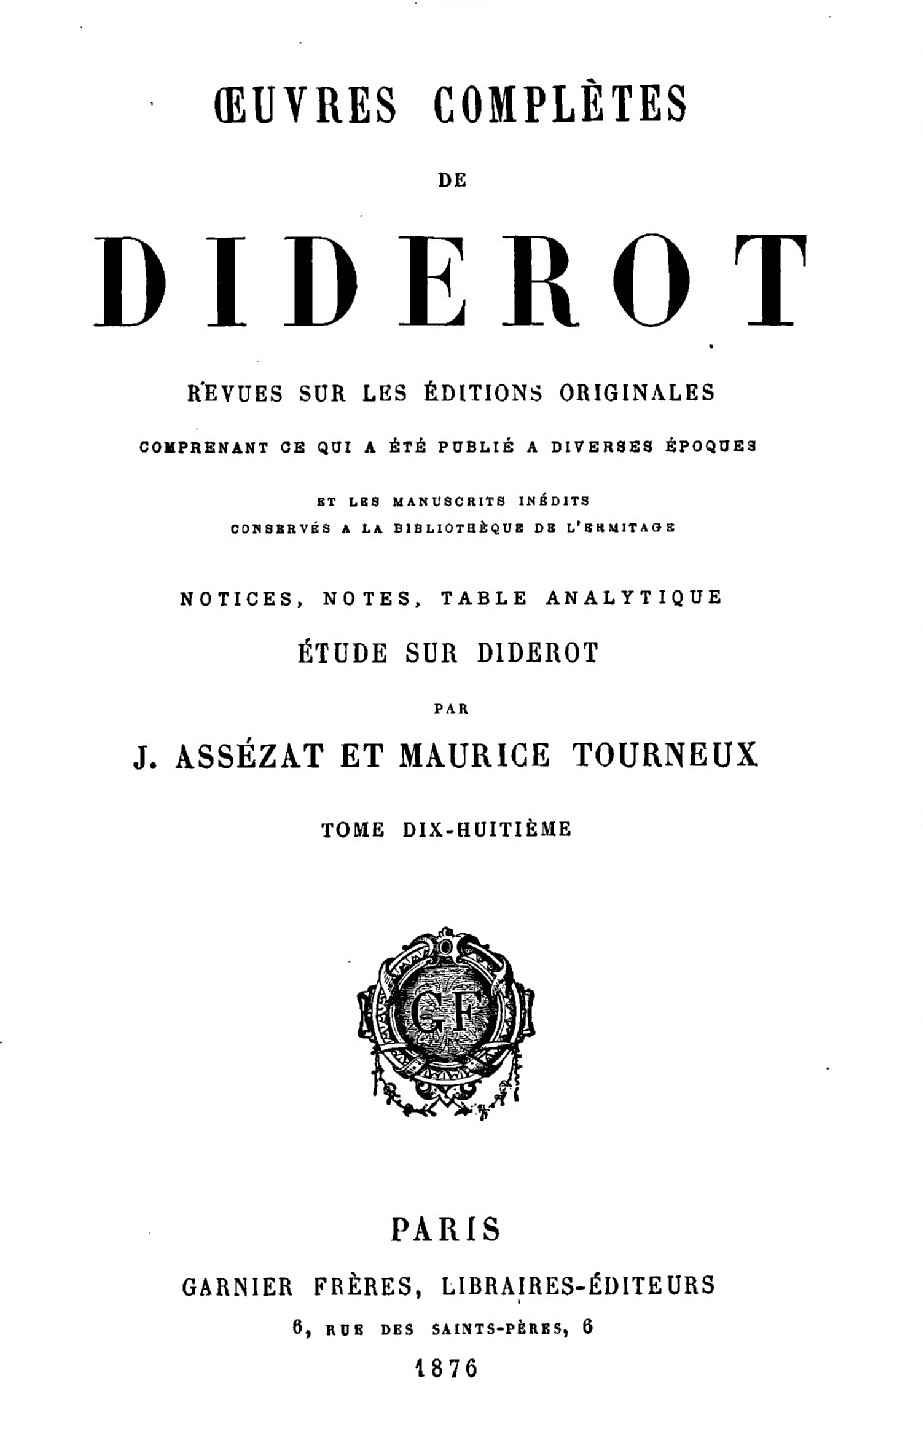 ŒUVRES COMPLÈTES
DE
DIDEROT
REVUES SUR LES ÉDITIONS ORIGINALES
COMPRENANT CE QUI A ÉTÉ PUBLIÉ A DIVERSES ÉPOQUES
ET LES MANUSCRITS INÉDITS
CONSERVÉS A LA BIBLIOTHÈQUE DE L'ERMITAGE
NOTICES, NOTES, TABLE ANALYTIQUE
ÉTUDE SUR DIDEROT
PAR
J. ASSÉZAT ET MAURICE TOURNEUX
TOME DIX-HUITIÈME
GF
PARIS
GARNIER FRÈRES, LIBRAIRES-ÉDITEURS
6, RUE DES SAINTS-PÈRES, 6
1876